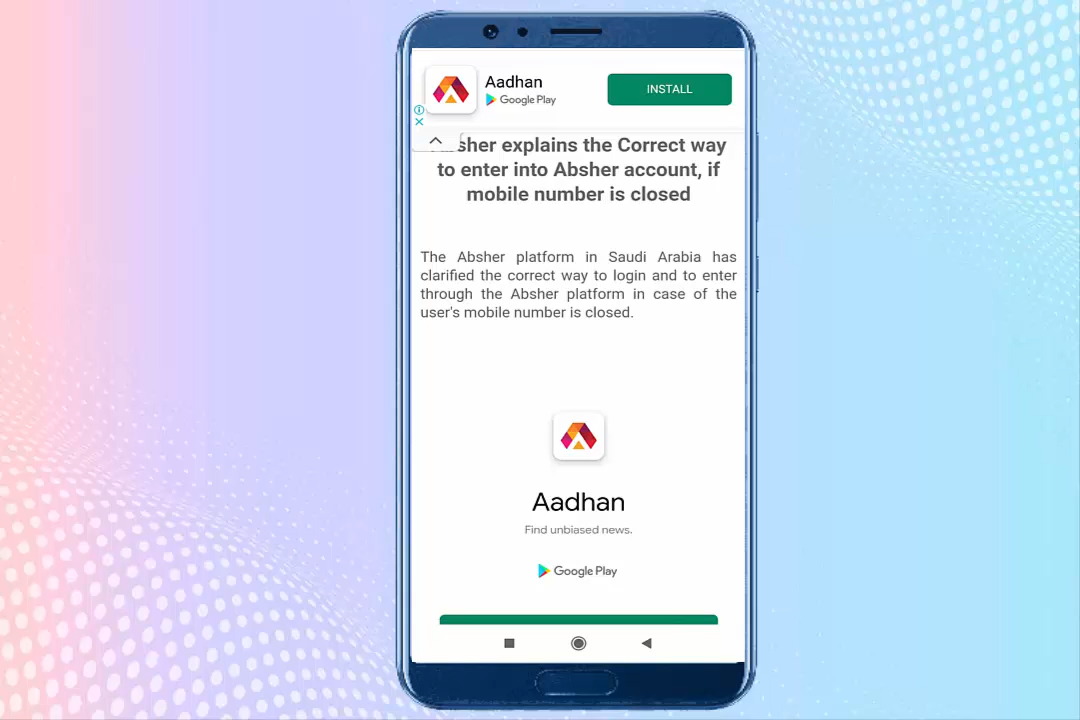 Aadhan
Google Play
INSTALL
sher explains the Correct way
to enter into Absher account, if
mobile number is closed
The Absher platform in Saudi Arabia has
clarified the correct way to login and to enter
through the Absher platform in case of the
user's mobile number is closed.
Aadhan
Find unbiased news.
Google Play